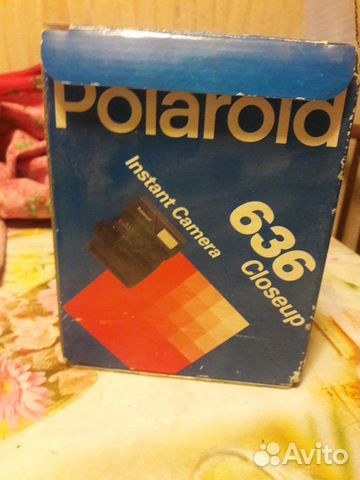 Polaroid
Instant Camera
636
Closeup
Avito